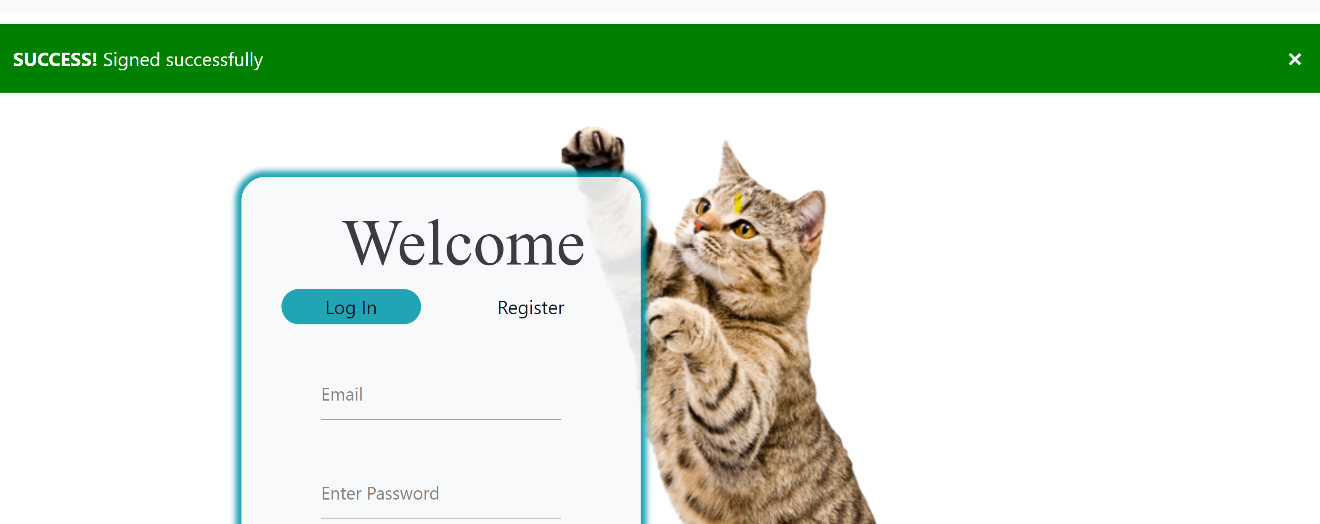 SUCCESS! Signed successfully ×
Welcome
Log In Register
Email
Enter Password